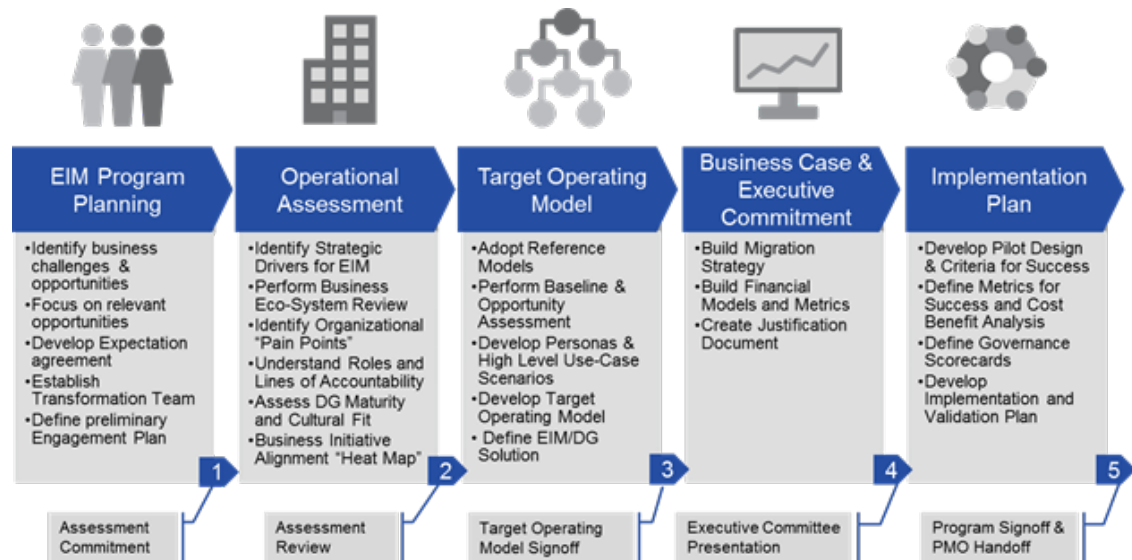 EIM Program
Planning
•Identify business
challenges &
opportunities
•Focus on relevant
opportunities
•Develop Expectation
agreement
•Establish
Transformation Team
•Define preliminary
Engagement Plan
1
Assessment
Commitment
Operational
Assessment
•Identify Strategic
Drivers for EIM
•Perform Business
Eco-System Review
•Identify Organizational
“Pain Points”
•Understand Roles and
Lines of Accountability
•Assess DG Maturity
and Cultural Fit
•Business Initiative
Alignment “Heat Map”
2
Assessment
Review
Target Operating
Model
•Adopt Reference
Models
•Perform Baseline &
Opportunity
Assessment
•Develop Personas &
High Level Use-Case
Scenarios
•Develop Target
Operating Model
• Define EIM/DG
Solution
3
Target Operating
Model Signoff
Business Case &
Executive
Commitment
•Build Migration
Strategy
•Build Financial
Models and Metrics
•Create Justification
Document
4
Executive Committee
Presentation
Implementation
Plan
•Develop Pilot Design
& Criteria for Success
•Define Metrics for
Success and Cost
Benefit Analysis
•Define Governance
Scorecards
•Develop
Implementation and
Validation Plan
5
Program Signoff &
PMO Handoff